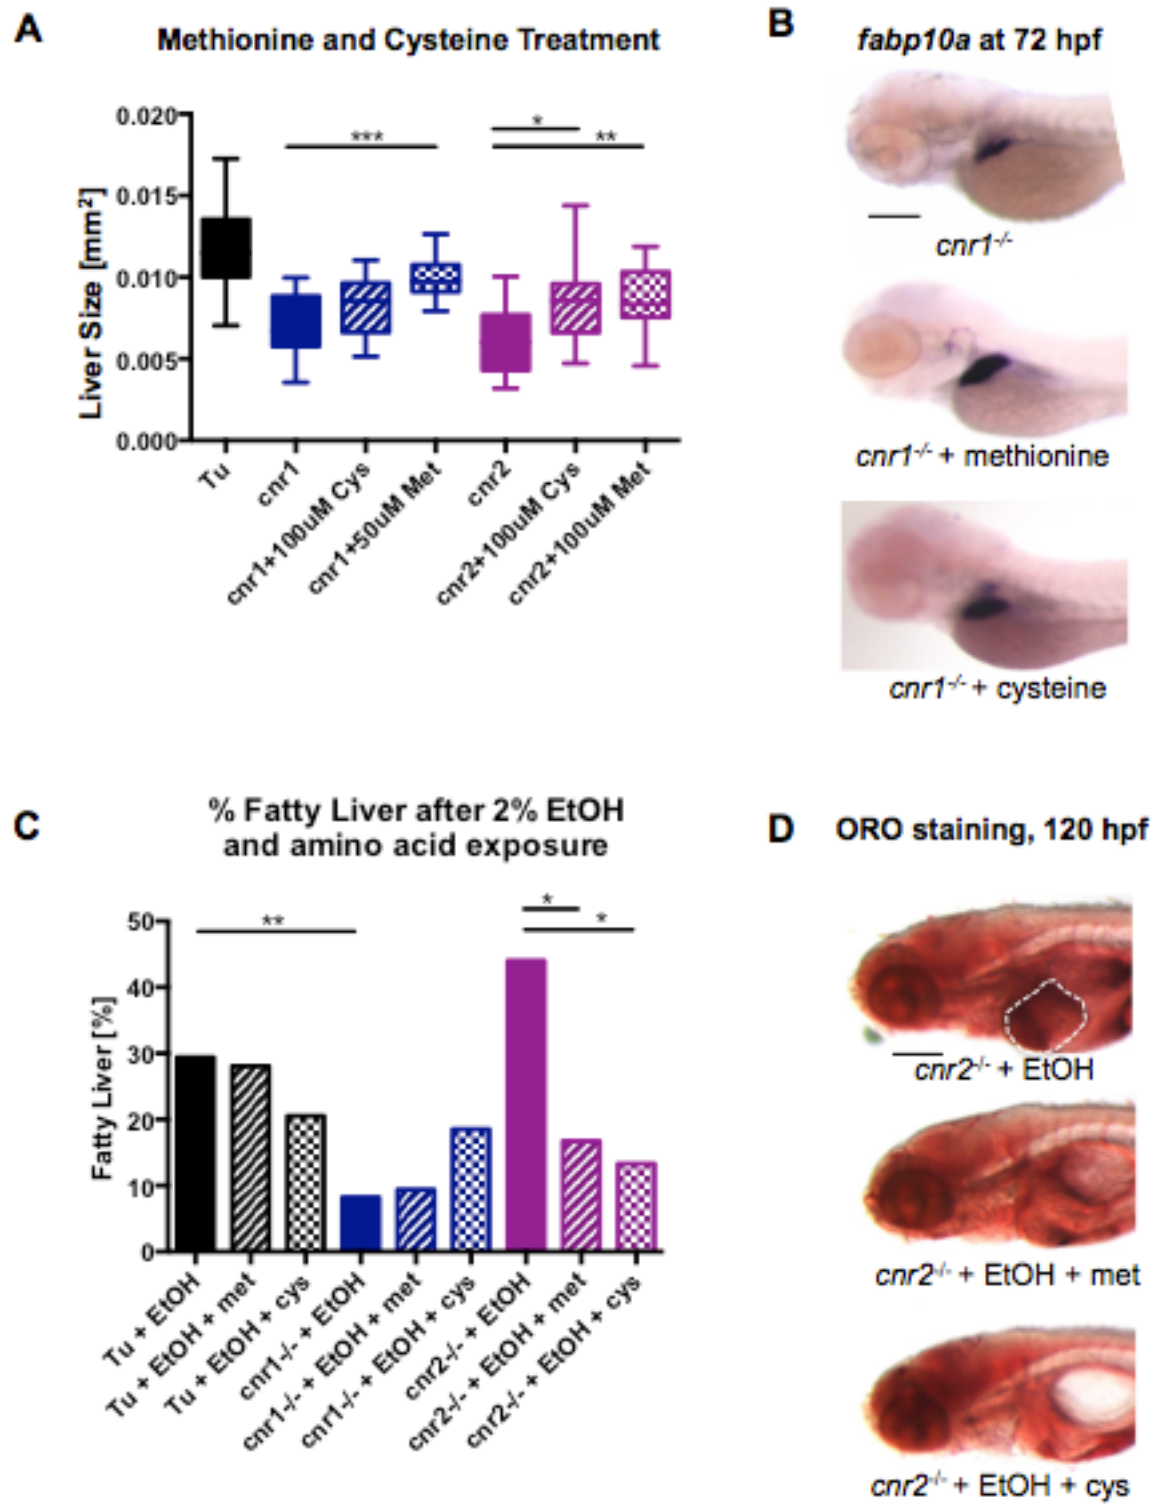 A
Methionine and Cysteine Treatment
Liver Size [mm²]
0.020
0.015
0.010
0.005
0.000
***
*
**
Tu
cnr1
cnr1+100uM Cys
cnr1+50uM Met
cnr2
cnr2+100uM Cys
cnr2+100uM Met
B
fabp10a at 72 hpf
cnr1-/-
cnr1-/- + methionine
cnr1-/- + cysteine
C
% Fatty Liver after 2% EtOH
and amino acid exposure
Fatty Liver [%]
50
40
30
20
10
0
**
*
*
Tu + EtOH
Tu + EtOH + met
Tu + EtOH + cys
cnr1-/- + EtOH
cnr1-/- + EtOH + met
cnr1-/- + EtOH + cys
cnr2-/- + EtOH
cnr2-/- + EtOH + met
cnr2-/- + EtOH + cys
D
ORO staining, 120 hpf
cnr2-/- + EtOH
cnr2-/- + EtOH + met
cnr2-/- + EtOH + cys